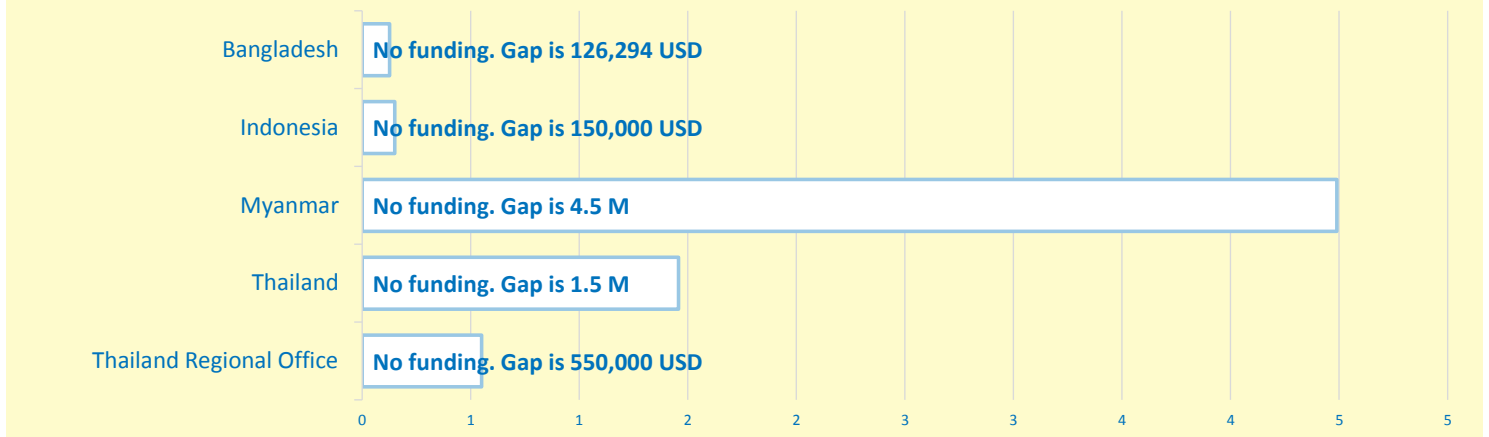 Bangladesh No funding. Gap is 126,294 USD
Indonesia No funding. Gap is 150,000 USD
Myanmar No funding. Gap is 4.5 M
Thailand No funding. Gap is 1.5 M
Thailand Regional Office No funding. Gap is 550,000 USD
0 1 1 2 2 3 3 4 4 5 5